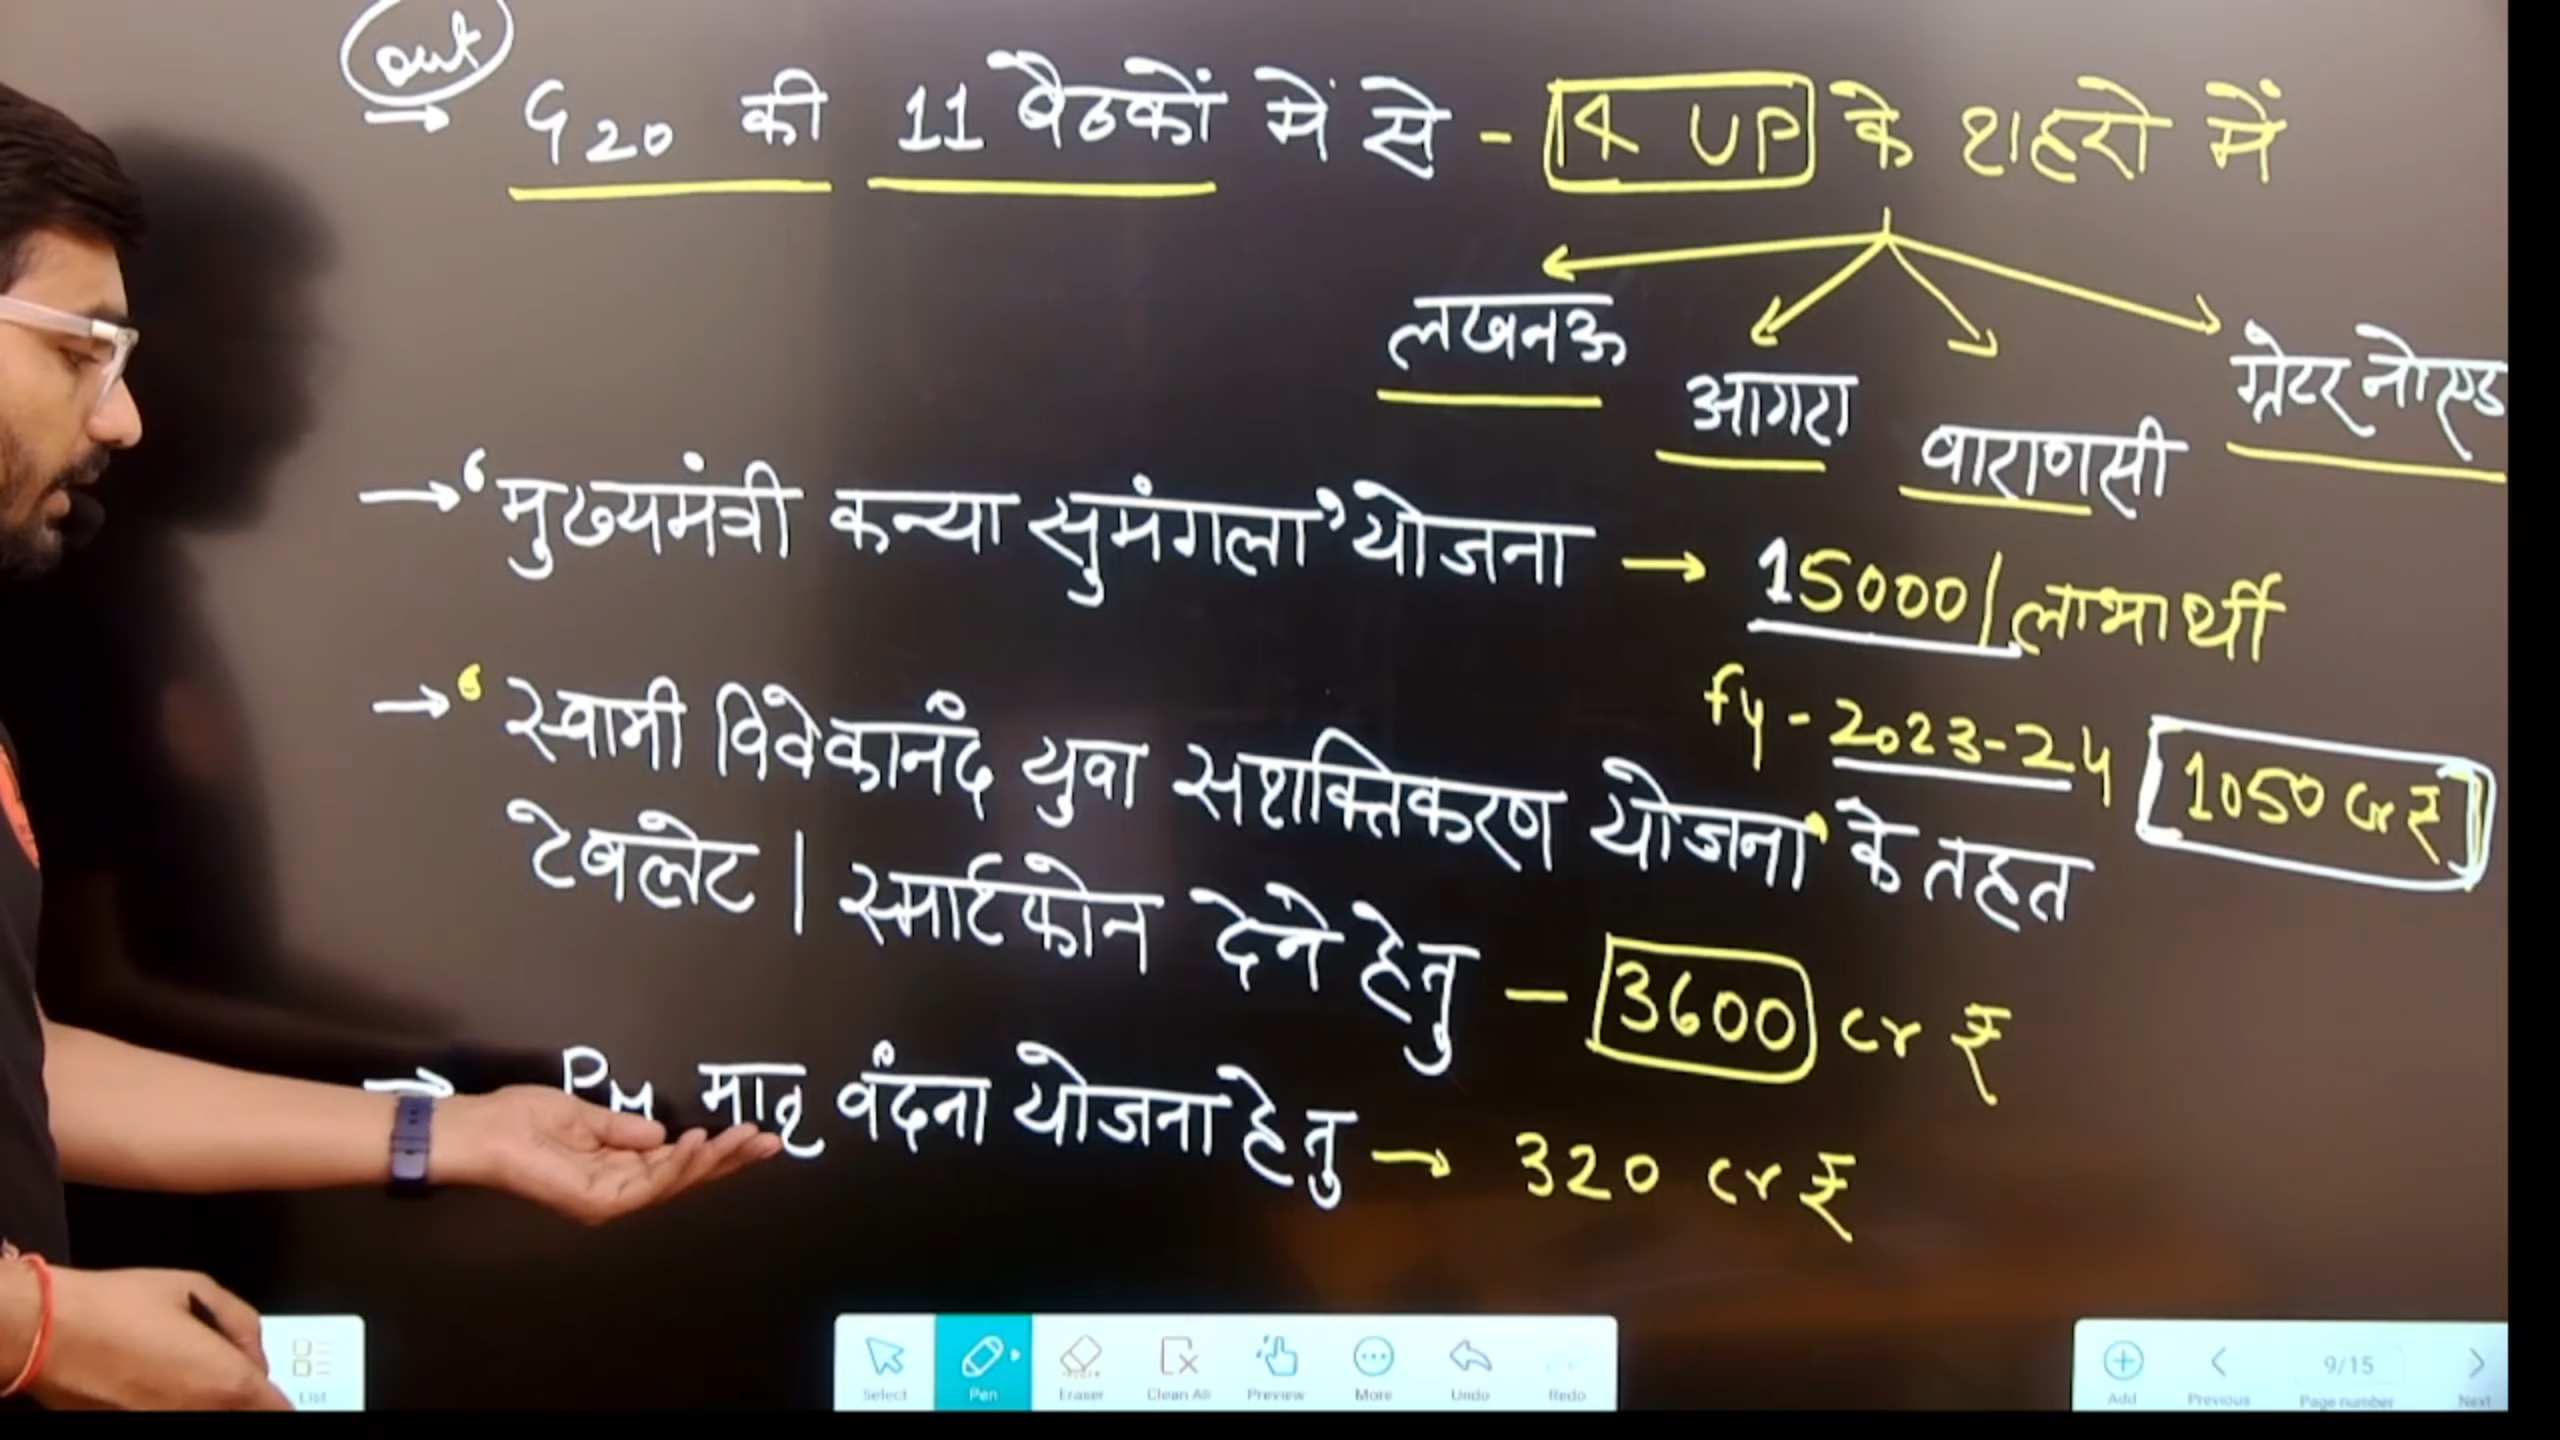 out
→ G20 की 11 बैठकों में से - 4 UP के शहरो में
लखनऊ
आगरा
वाराणसी
ग्रेटर नोएड
→ ‘मुख्यमंत्री कन्या सुमंगला’ योजना → 15000/लाभार्थी
fy - 2023-24 1050 cr ₹
→ ‘स्वामी विवेकानंद युवा सशक्तिकरण योजना’ के तहत
टेबलेट / स्मार्टफोन देने हेतु - 3600 cr ₹
→ PM मातृ वंदना योजना हेतु → 320 cr ₹
List
Select Pen Eraser Clean All Preview More Undo Redo
Add Previous 9/15 Page number Next